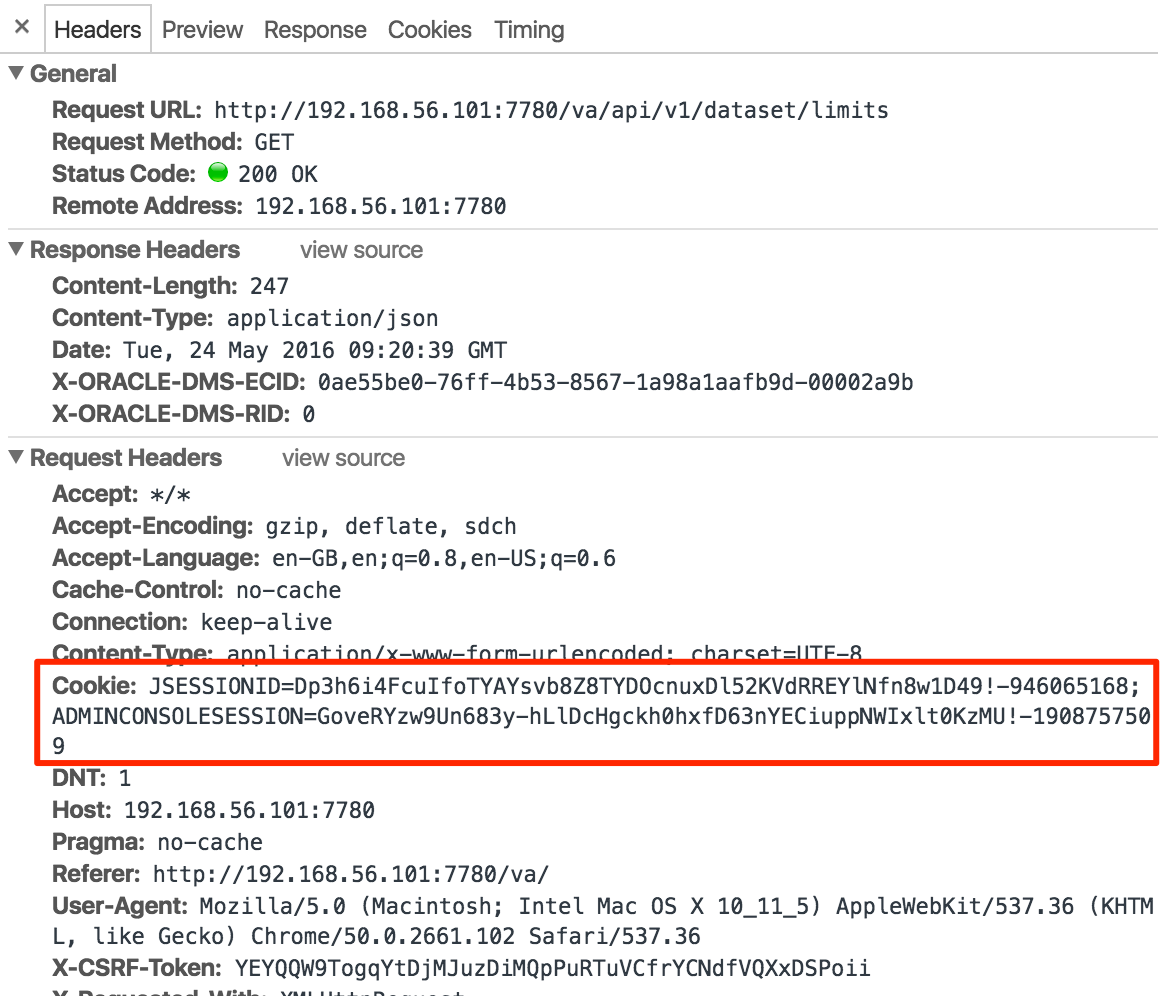 × Headers Preview Response Cookies Timing
▼ General
Request URL: http://192.168.56.101:7780/va/api/v1/dataset/limits
Request Method: GET
Status Code: 200 OK
Remote Address: 192.168.56.101:7780
▼ Response Headers view source
Content-Length: 247
Content-Type: application/json
Date: Tue, 24 May 2016 09:20:39 GMT
X-ORACLE-DMS-ECID: 0ae55be0-76ff-4b53-8567-1a98a1aafb9d-00002a9b
X-ORACLE-DMS-RID: 0
▼ Request Headers view source
Accept: */*
Accept-Encoding: gzip, deflate, sdch
Accept-Language: en-GB,en;q=0.8,en-US;q=0.6
Cache-Control: no-cache
Connection: keep-alive
Content-Type: application/x-www-form-urlencoded; charset=UTF-8
Cookie: JSESSIONID=Dp3h6i4FcuIfoTYAYsvb8Z8TYDOcnuxDl52KVdRREYlNfn8w1D49!-946065168;
ADMINCONSOLESESSION=GoveRYzw9Un683y-hLlDcHgckh0hxfD63nYECiuppNWIxlt0KzMU!-190875750
9
DNT: 1
Host: 192.168.56.101:7780
Pragma: no-cache
Referer: http://192.168.56.101:7780/va/
User-Agent: Mozilla/5.0 (Macintosh; Intel Mac OS X 10_11_5) AppleWebKit/537.36 (KHTM
L, like Gecko) Chrome/50.0.2661.102 Safari/537.36
X-CSRF-Token: YEYQQW9TogqYtDjMJuzDiMQpPuRTuVCfrYCNdfVQXxDSPoii
X-Requested-With: XMLHttpRequest